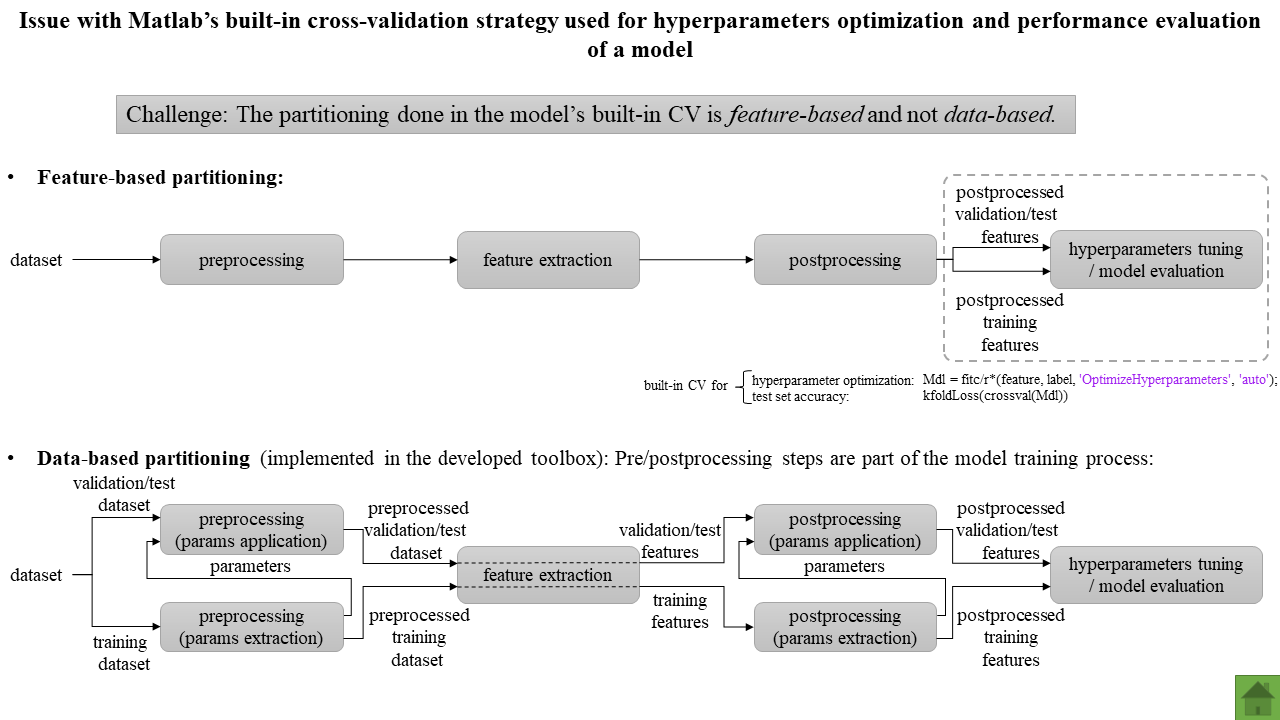 Issue with Matlab’s built-in cross-validation strategy used for hyperparameters optimization and performance evaluation
of a model
Challenge: The partitioning done in the model’s built-in CV is feature-based and not data-based.
• Feature-based partitioning:
dataset
preprocessing
feature extraction
postprocessing
postprocessed
validation/test
features
hyperparameters tuning
/ model evaluation
postprocessed
training
features
built-in CV for
hyperparameter optimization: Mdl = fitc/r*(feature, label, 'OptimizeHyperparameters', 'auto');
test set accuracy: kfoldLoss(crossval(Mdl))
• Data-based partitioning (implemented in the developed toolbox): Pre/postprocessing steps are part of the model training process:
validation/test
dataset
dataset
training
dataset
preprocessing
(params application)
parameters
preprocessing
(params extraction)
preprocessed
validation/test
dataset
preprocessed
training
dataset
feature extraction
validation/test
features
training
features
postprocessing
(params application)
parameters
postprocessing
(params extraction)
postprocessed
validation/test
features
postprocessed
training
features
hyperparameters tuning
/ model evaluation